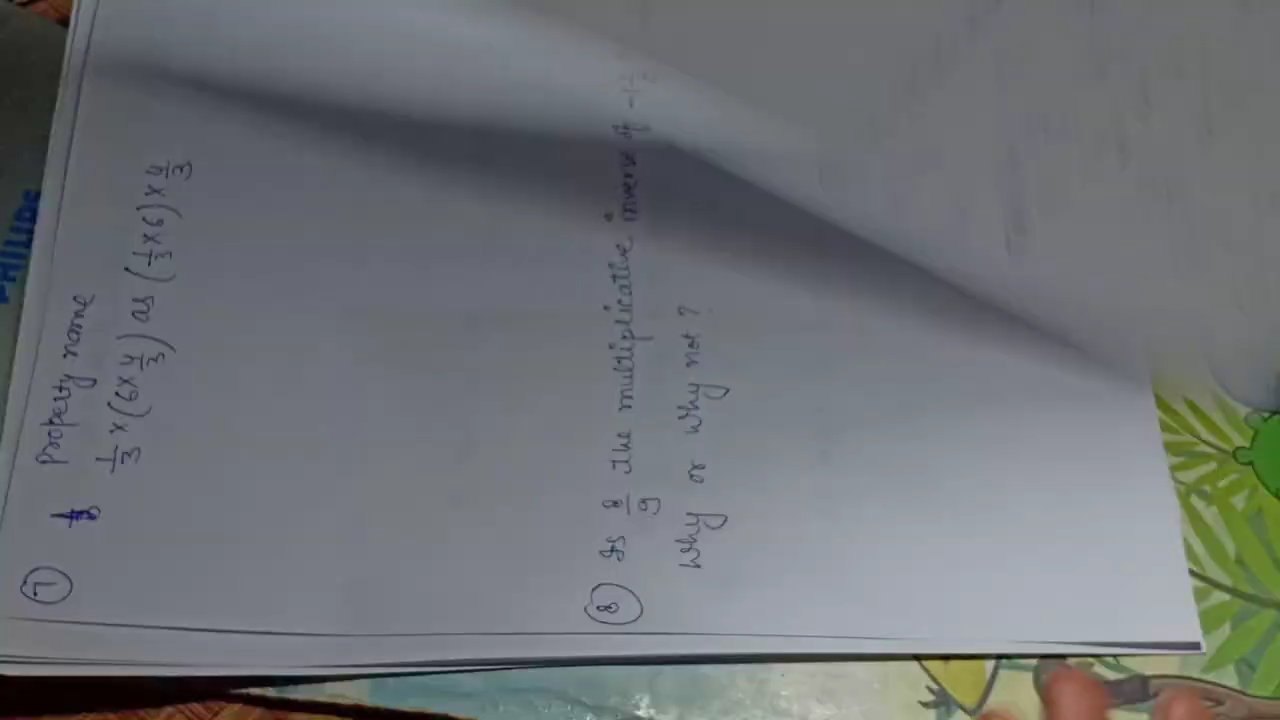 PHILIPS
7 Property name
1/3 × (6 × 4/3) as (1/3 × 6) × 4/3
8 Is 8/9 the multiplicative inverse of -1
Why or why not?